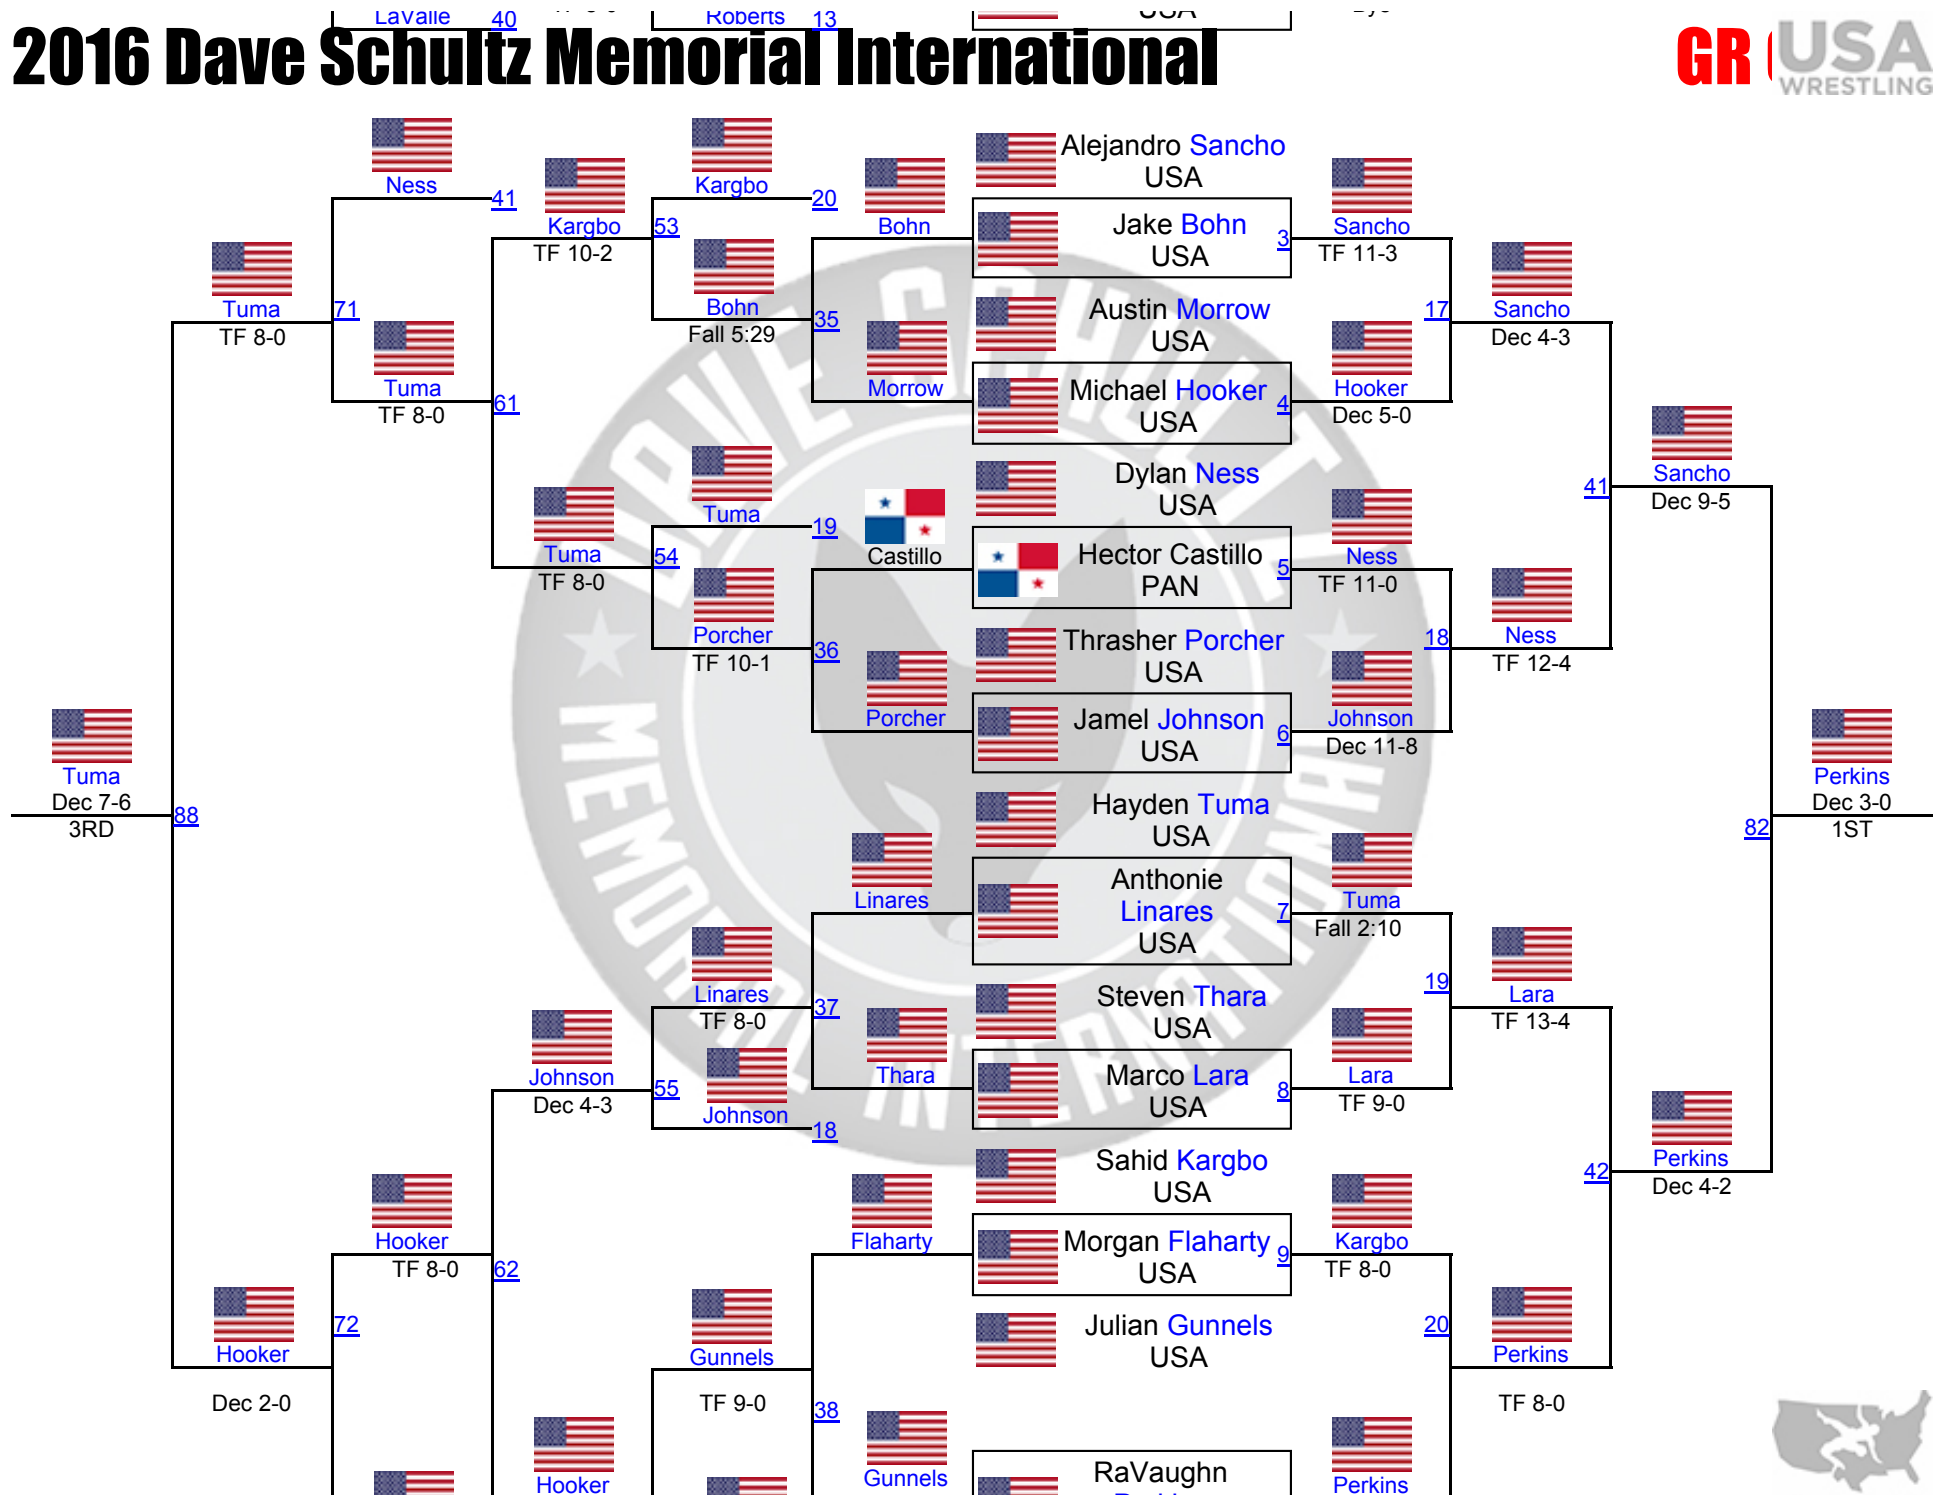 LaValle 40 Roberts 13 USA
2016 Dave Schultz Memorial International GR USA
WRESTLING
Alejandro Sancho
USA
Ness
41
Kargbo
TF 10-2
Kargbo
20
53
Bohn
Jake Bohn
USA
3
Sancho
TF 11-3
Tuma
TF 8-0
71
Bohn
Fall 5:29
35
Austin Morrow
USA
17
Sancho
Dec 4-3
Tuma
TF 8-0
61
Morrow
Michael Hooker
USA
4
Hooker
Dec 5-0
Tuma
19
Dylan Ness
USA
41
Sancho
Dec 9-5
Tuma
TF 8-0
54
Castillo
Hector Castillo
PAN
5
Ness
TF 11-0
Porcher
TF 10-1
36
Thrasher Porcher
USA
18
Ness
TF 12-4
Porcher
Jamel Johnson
USA
6
Johnson
Dec 11-8
Tuma
Dec 7-6
3RD
88
Hayden Tuma
USA
82
Perkins
Dec 3-0
1ST
Linares
Anthonie
Linares
USA
7
Tuma
Fall 2:10
Linares
TF 8-0
37
Steven Thara
USA
19
Lara
TF 13-4
Johnson
Dec 4-3
55
Thara
Marco Lara
USA
8
Lara
TF 9-0
Johnson
18
Sahid Kargbo
USA
42
Perkins
Dec 4-2
Hooker
TF 8-0
62
Flaharty
Morgan Flaharty
USA
9
Kargbo
TF 8-0
Hooker
Dec 2-0
72
Gunnels
TF 9-0
38
Julian Gunnels
USA
20
Perkins
TF 8-0
Hooker
Gunnels
RaVaughn
Perkins
DAVE SCHULTZ
MEMORIAL INTERNATIONAL